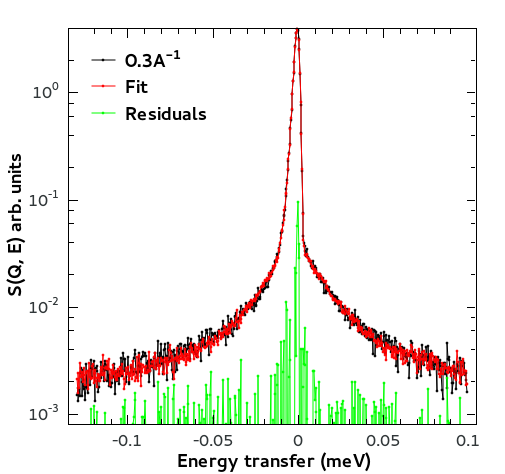 0.3A⁻¹
Fit
Residuals
10⁰
10⁻¹
10⁻²
10⁻³
S(Q, E) arb. units
-0.1
-0.05
0
0.05
0.1
Energy transfer (meV)